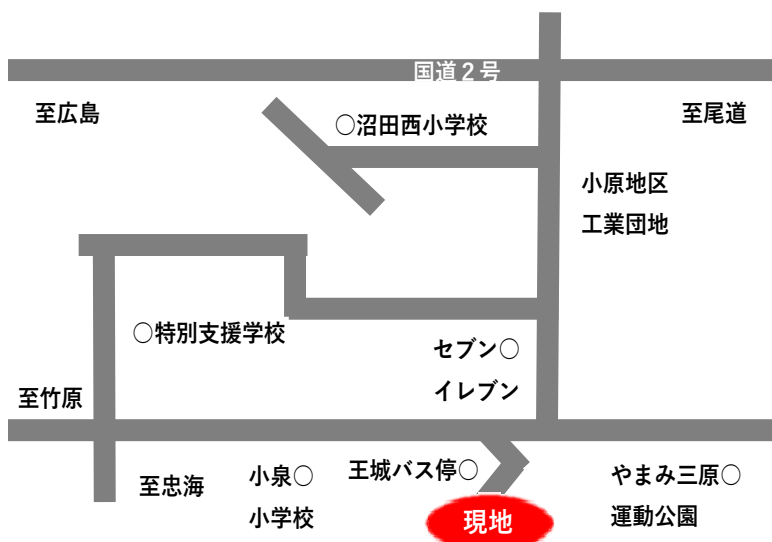 国道２号
至広島
○沼田西小学校
至尾道
小原地区
工業団地
○特別支援学校
セブン○
イレブン
至竹原
至忠海
小泉○
小学校
王城バス停○
やまみ三原○
運動公園
現地